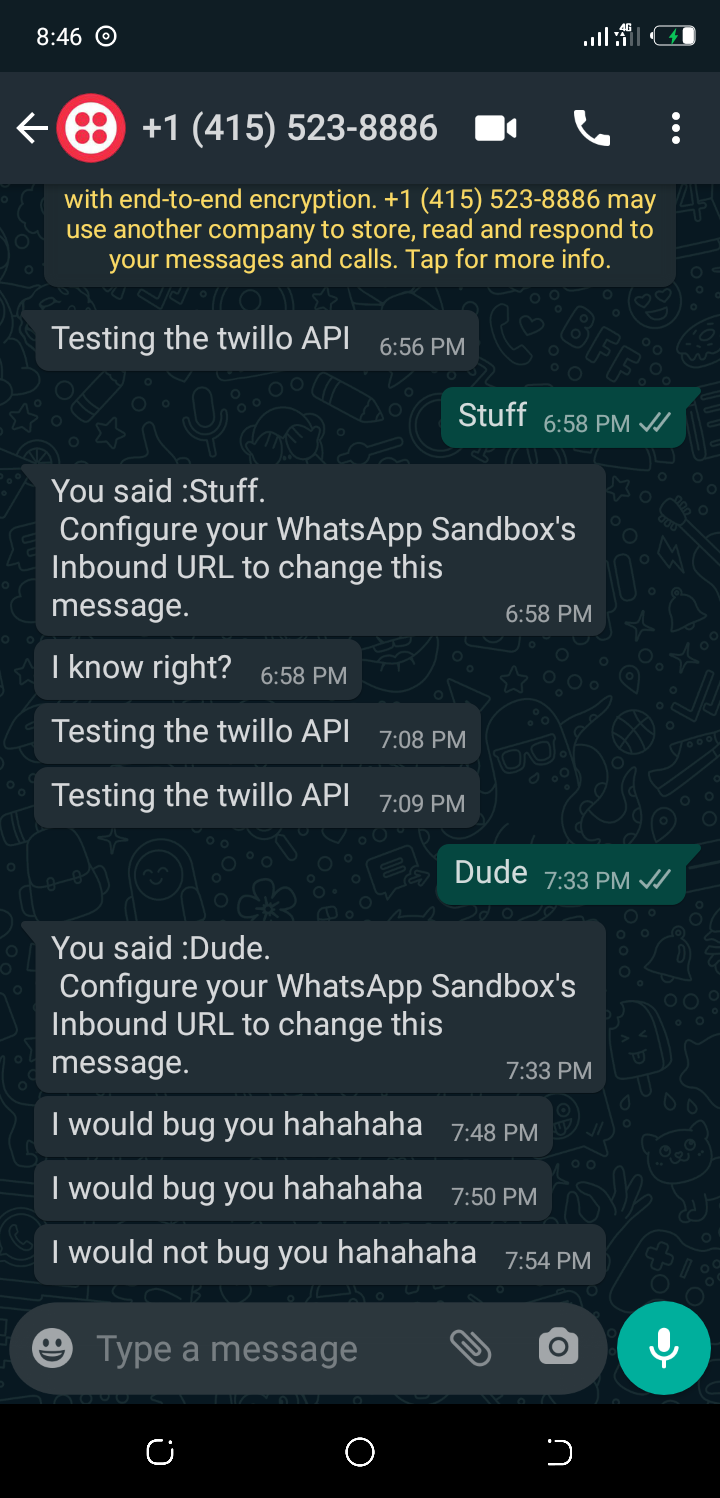 8:46
4G
+1 (415) 523-8886
with end-to-end encryption. +1 (415) 523-8886 may
use another company to store, read and respond to
your messages and calls. Tap for more info.
Testing the twillo API 6:56 PM
Stuff 6:58 PM
You said :Stuff.
Configure your WhatsApp Sandbox's
Inbound URL to change this
message. 6:58 PM
I know right? 6:58 PM
Testing the twillo API 7:08 PM
Testing the twillo API 7:09 PM
Dude 7:33 PM
You said :Dude.
Configure your WhatsApp Sandbox's
Inbound URL to change this
message. 7:33 PM
I would bug you hahahaha 7:48 PM
I would bug you hahahaha 7:50 PM
I would not bug you hahahaha 7:54 PM
Type a message